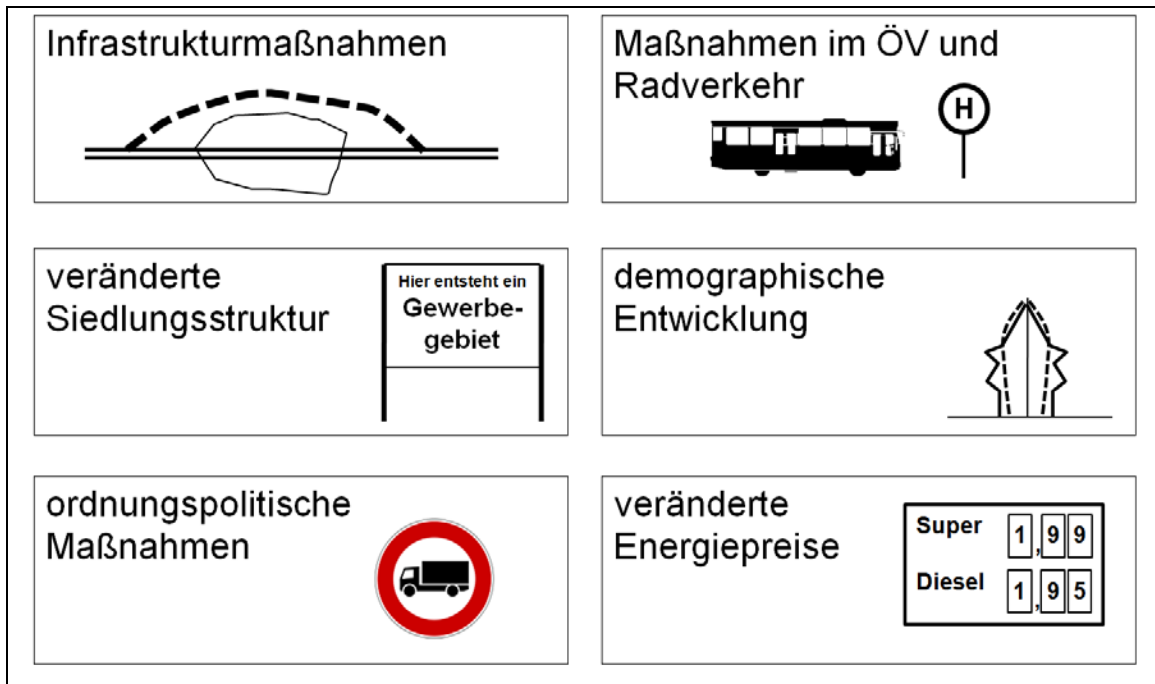 Infrastrukturmaßnahmen
Maßnahmen im ÖV und
Radverkehr
H
veränderte
Siedlungsstruktur
Hier entsteht ein
Gewerbe-
gebiet
demographische
Entwicklung
ordnungspolitische
Maßnahmen
veränderte
Energiepreise
Super 1,99
Diesel 1,95